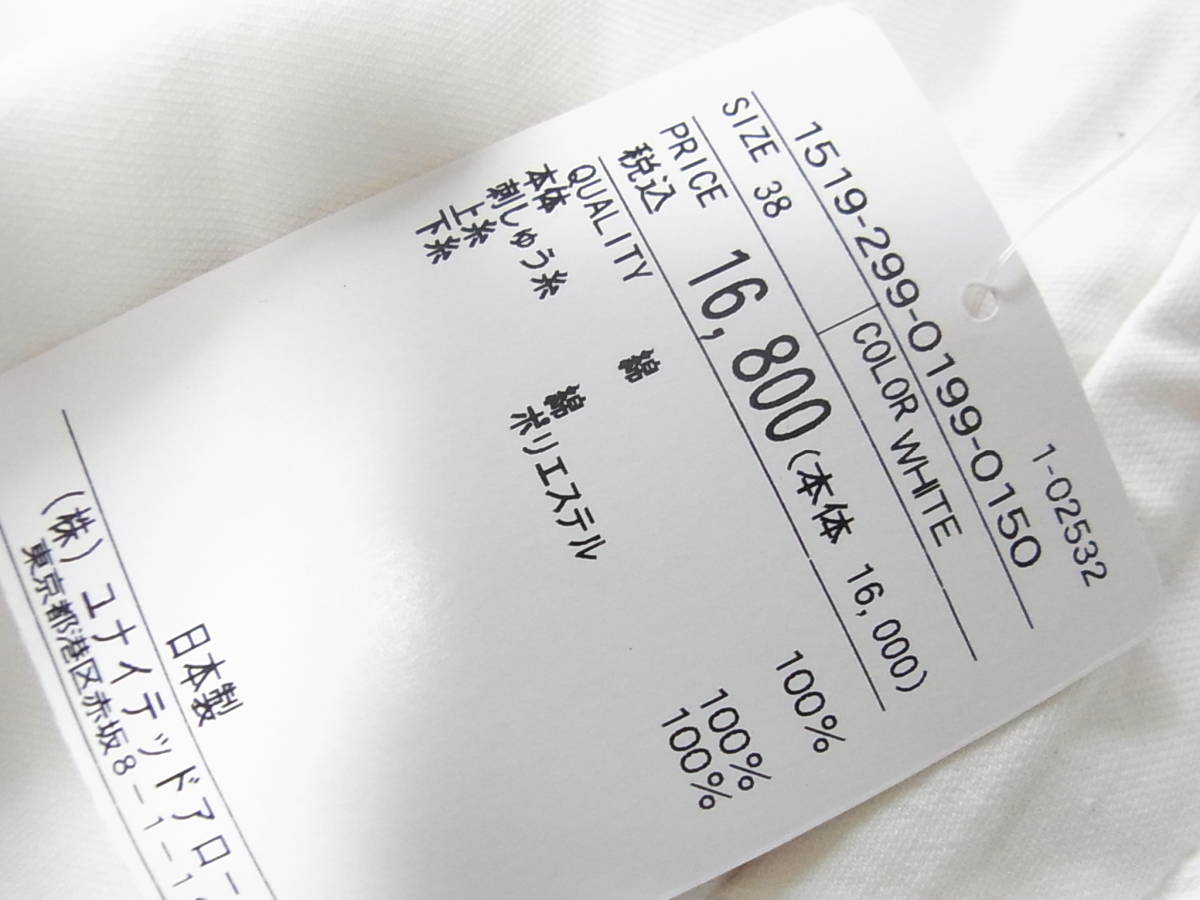 1-02532
1519-299-0199-0150
SIZE 38 COLOR WHITE
PRICE
税込 16,800(本体 16,000)
QUALITY
本体 綿 100%
刺しゅう糸
上糸 綿 100%
下糸 ポリエステル 100%
日本製
(株)ユナイテッドアロー
東京都港区赤坂8-1-1